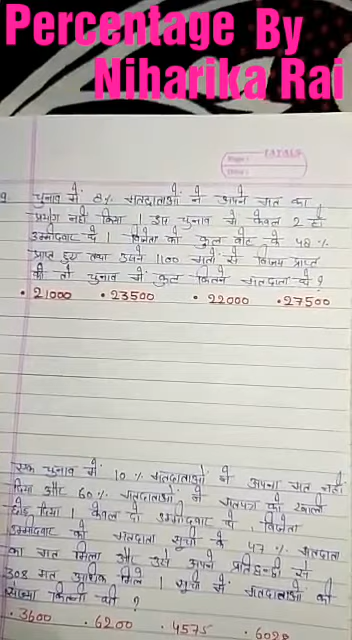 Percentage By
Niharika Rai
LAYALS
Page :
Date :
चुनाव में 8% मतदाताओं ने अपने मत का
प्रयोग नहीं किया । इस चुनाव में केवल 2 ही
उम्मीदवार थे । विजेता को कुल वोट के 48 %
प्राप्त हुए तथा उसने 1100 मतों से विजय प्राप्त
की तो चुनाव में कुल कितने मतदाता थे ?
• 21000 • 23500 • 22000 • 27500
एक चुनाव में 10 % मतदाताओं ने अपना मत नहीं
दिया और 60 % मतदाताओं ने मतपत्र को खाली
छोड़ दिया । केवल दो उम्मीदवार थे , विजेता
उम्मीदवार को मतदाता सूची के 47 % मतदाता
का मत मिला और उसे अपने प्रतिद्वन्दी से
308 मत अधिक मिले । सूची में मतदाताओं की
संख्या कितनी थी ?
• 3600 • 6200 • 4575 • 6028